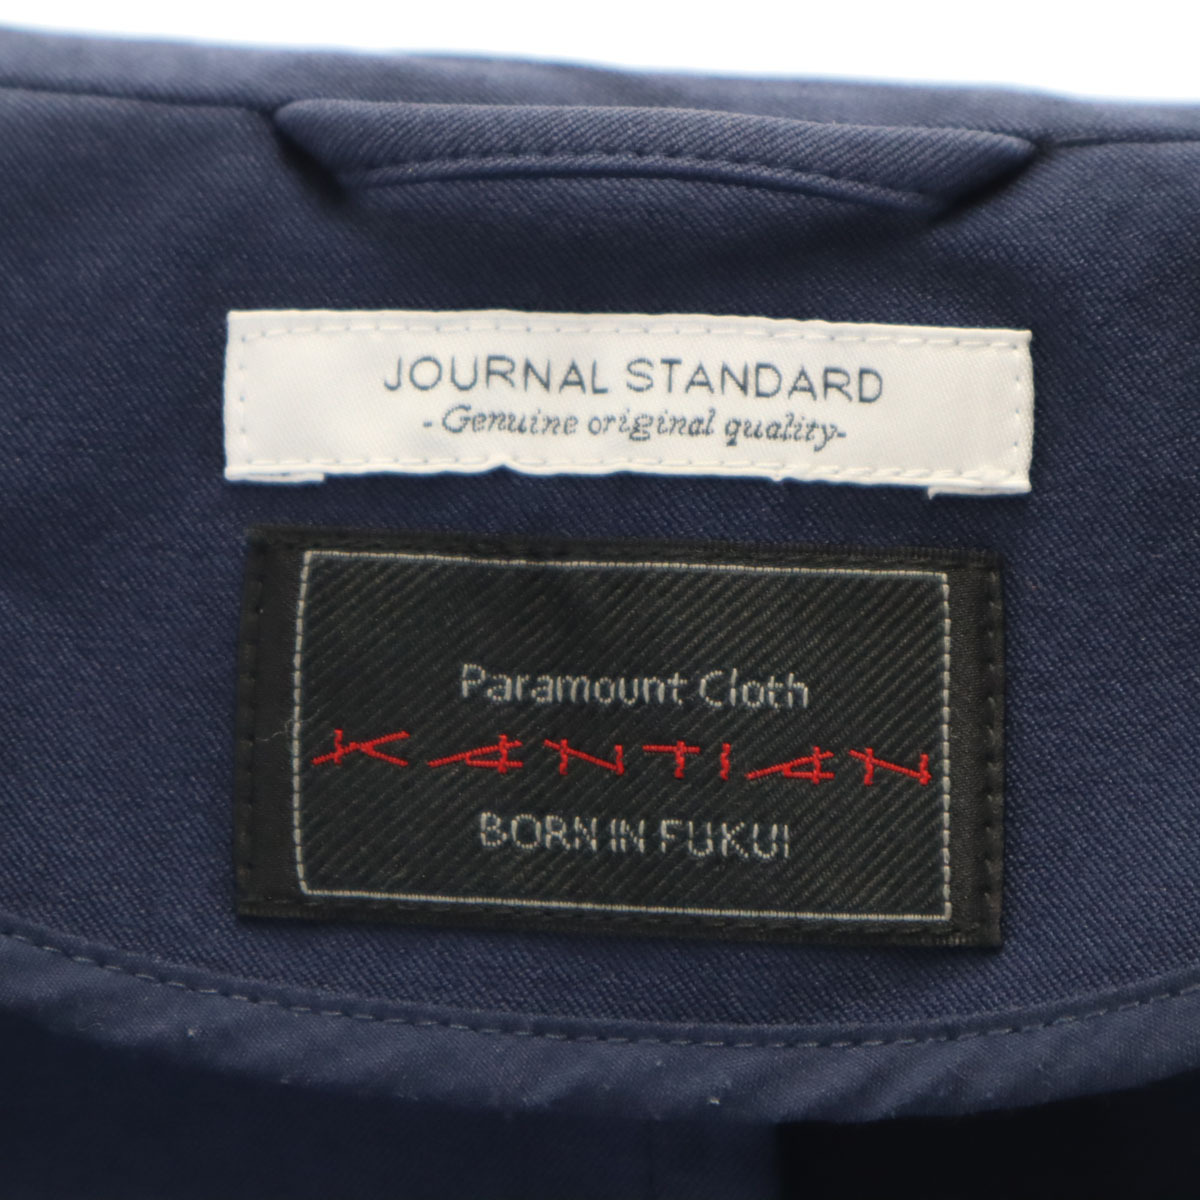 JOURNAL STANDARD
-Genuine original quality-
Paramount Cloth
KANTIAN
BORN IN FUKUI